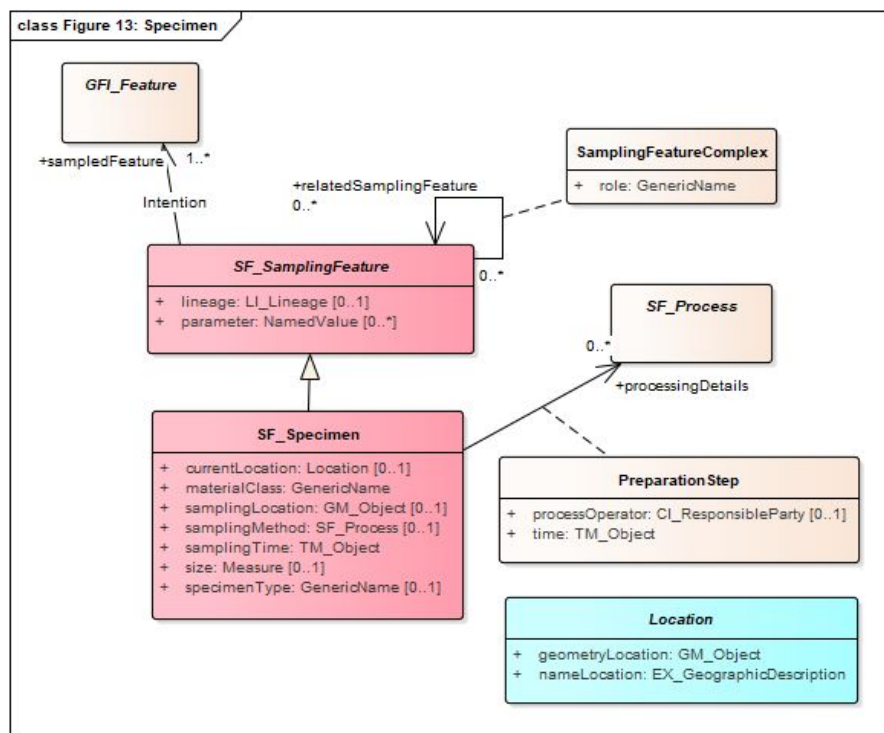 class Figure 13: Specimen
GFI_Feature
+sampledFeature
1..*
Intention
+relatedSamplingFeature
0..*
0..*
SamplingFeatureComplex
+ role: GenericName
SF_SamplingFeature
+ lineage: LI_Lineage [0..1]
+ parameter: NamedValue [0..*]
SF_Process
0..*
+processingDetails
SF_Specimen
+ currentLocation: Location [0..1]
+ materialClass: GenericName
+ samplingLocation: GM_Object [0..1]
+ samplingMethod: SF_Process [0..1]
+ samplingTime: TM_Object
+ size: Measure [0..1]
+ specimenType: GenericName [0..1]
PreparationStep
+ processOperator: CI_ResponsibleParty [0..1]
+ time: TM_Object
Location
+ geometryLocation: GM_Object
+ nameLocation: EX_GeographicDescription